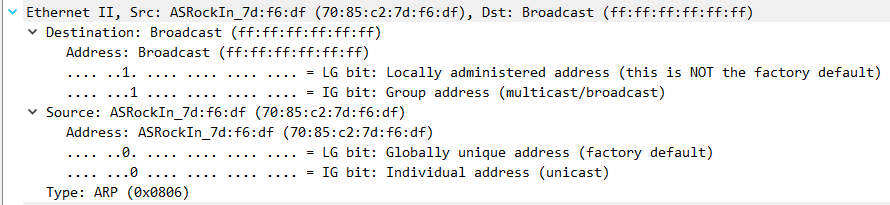 Ethernet II, Src: ASRockIn_7d:f6:df (70:85:c2:7d:f6:df), Dst: Broadcast (ff:ff:ff:ff:ff:ff)
Destination: Broadcast (ff:ff:ff:ff:ff:ff)
Address: Broadcast (ff:ff:ff:ff:ff:ff)
.... ..1. .... .... .... .... = LG bit: Locally administered address (this is NOT the factory default)
.... ...1 .... .... .... .... = IG bit: Group address (multicast/broadcast)
Source: ASRockIn_7d:f6:df (70:85:c2:7d:f6:df)
Address: ASRockIn_7d:f6:df (70:85:c2:7d:f6:df)
.... ..0. .... .... .... .... = LG bit: Globally unique address (factory default)
.... ...0 .... .... .... .... = IG bit: Individual address (unicast)
Type: ARP (0x0806)